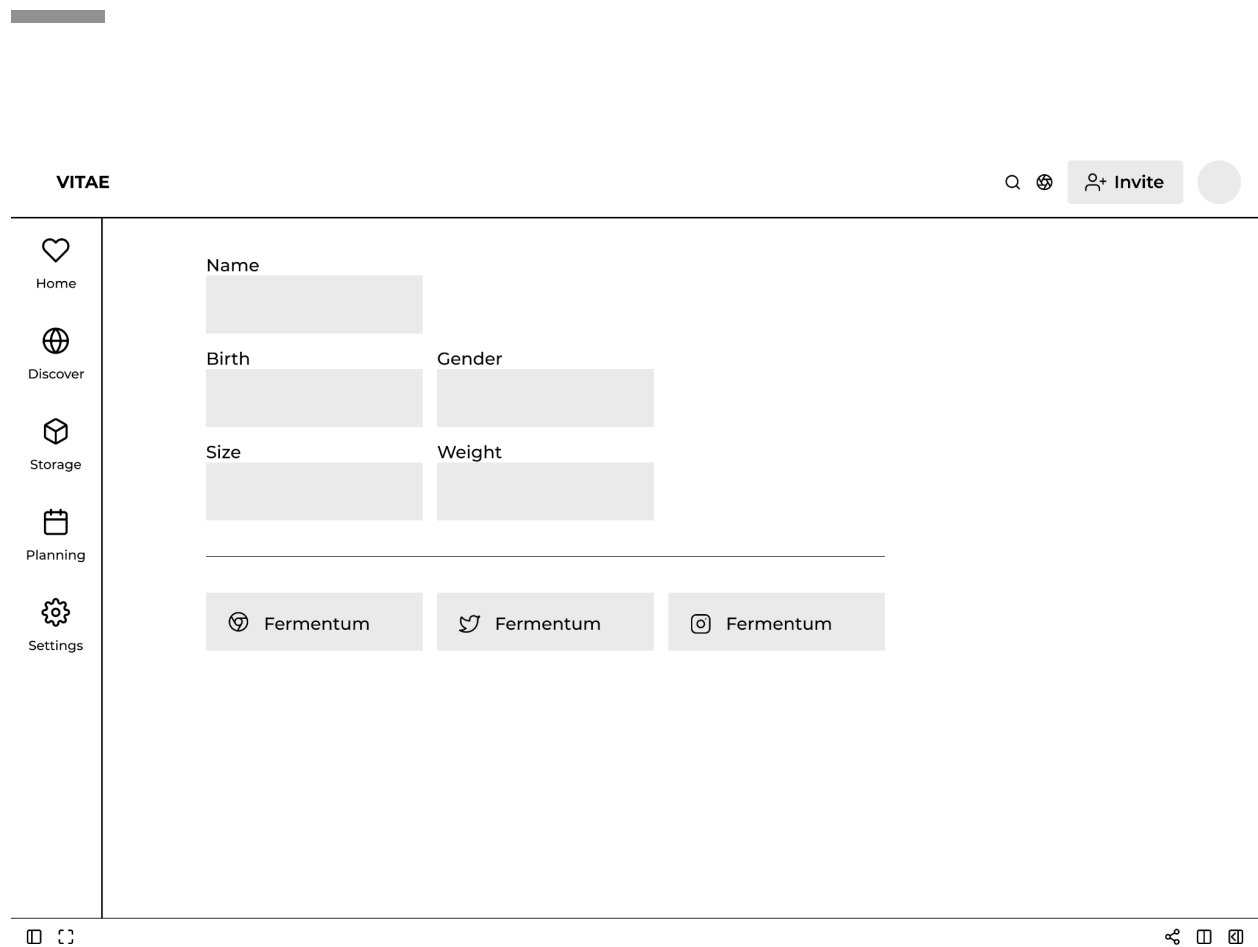 VITAE
Invite
Home
Discover
Storage
Planning
Settings
Name
Birth
Gender
Size
Weight
Fermentum
Fermentum
Fermentum